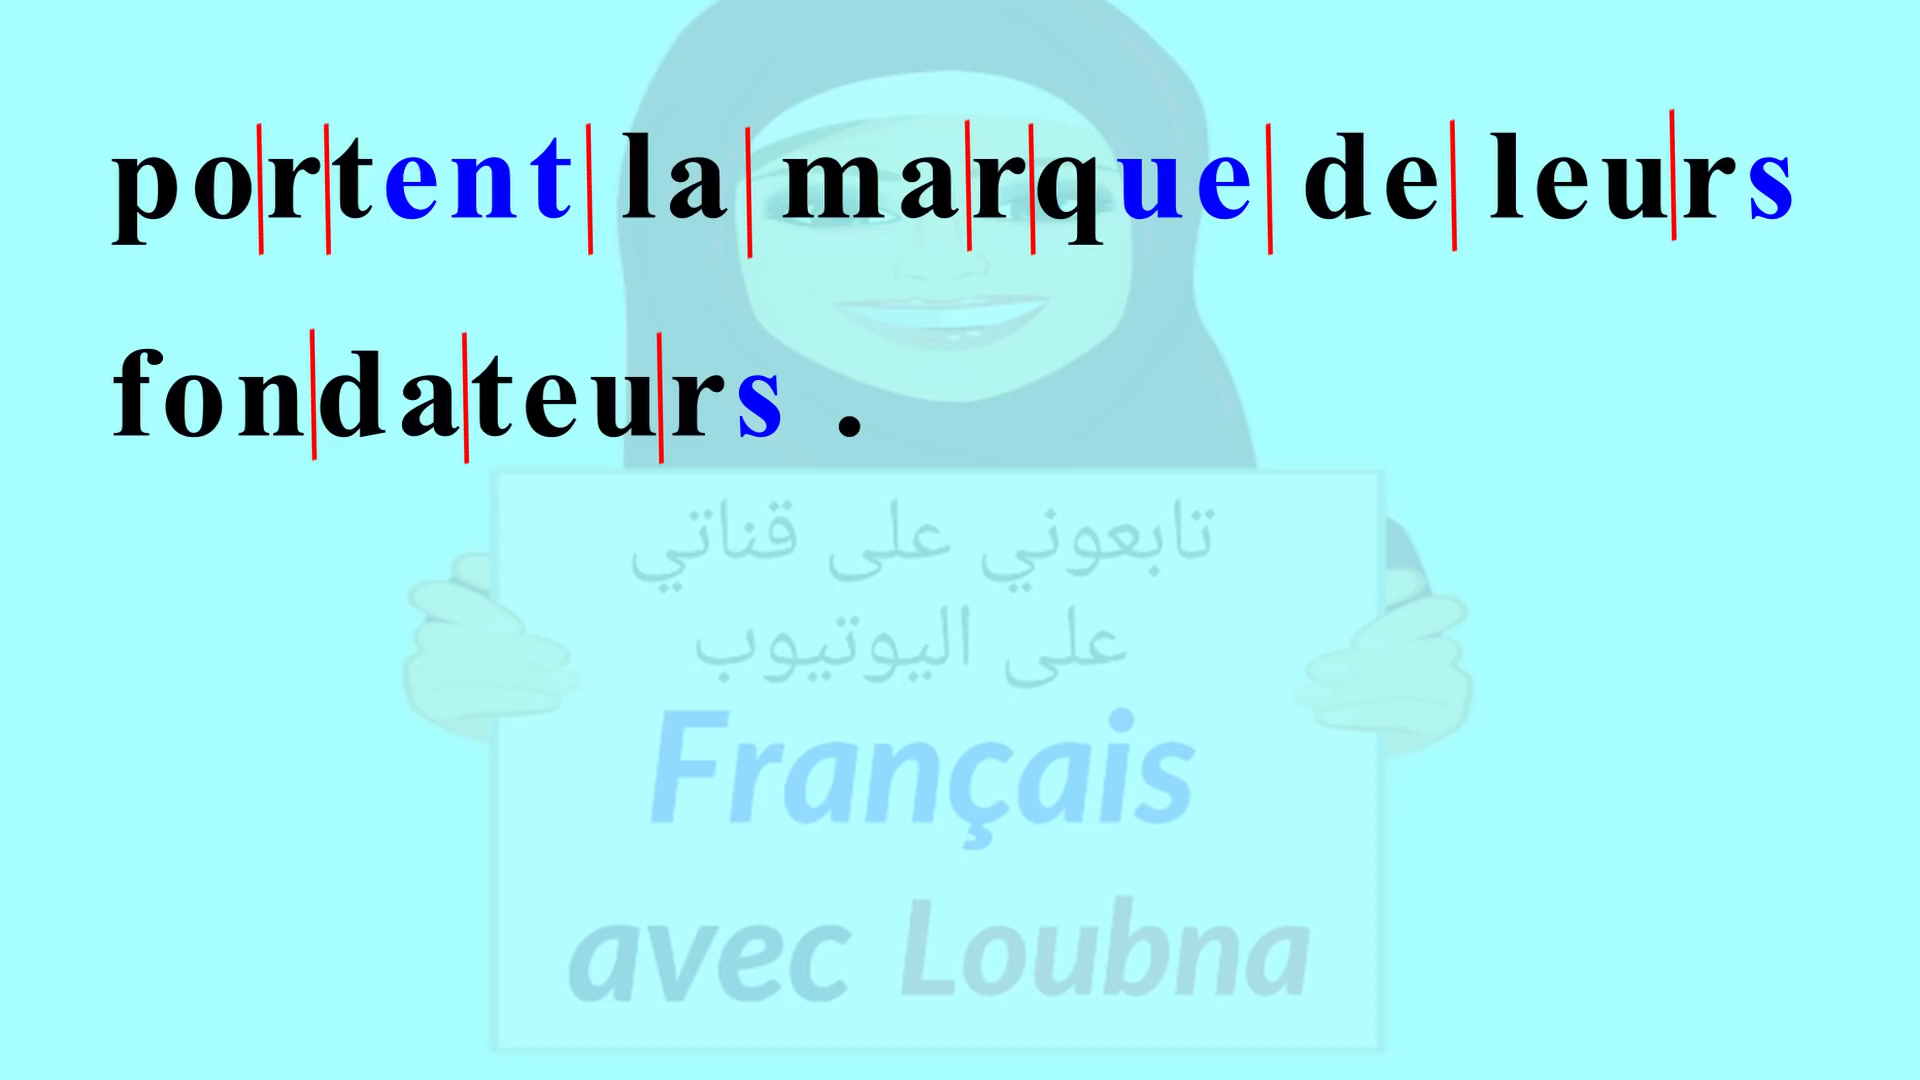 portent la marque de leurs
fondateurs .
تابعوني على قناتي
على اليوتيوب
Français
avec Loubna